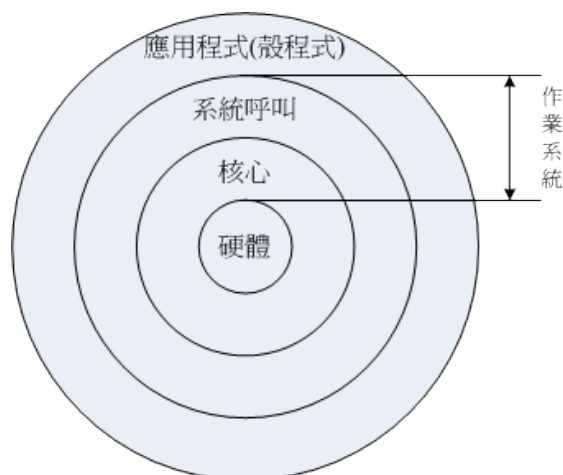 應用程式(殼程式)
系統呼叫
核心
硬體
作業系統